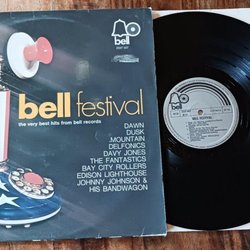 bell
bell festival
the very best hits from bell records
DAWN
DUSK
MOUNTAIN
DELFONICS
DAVY JONES
THE FANTASTICS
BAY CITY ROLLERS
EDISON LIGHTHOUSE
JOHNNY JOHNSON &
HIS BANDWAGON
bell
BELL FESTIVAL